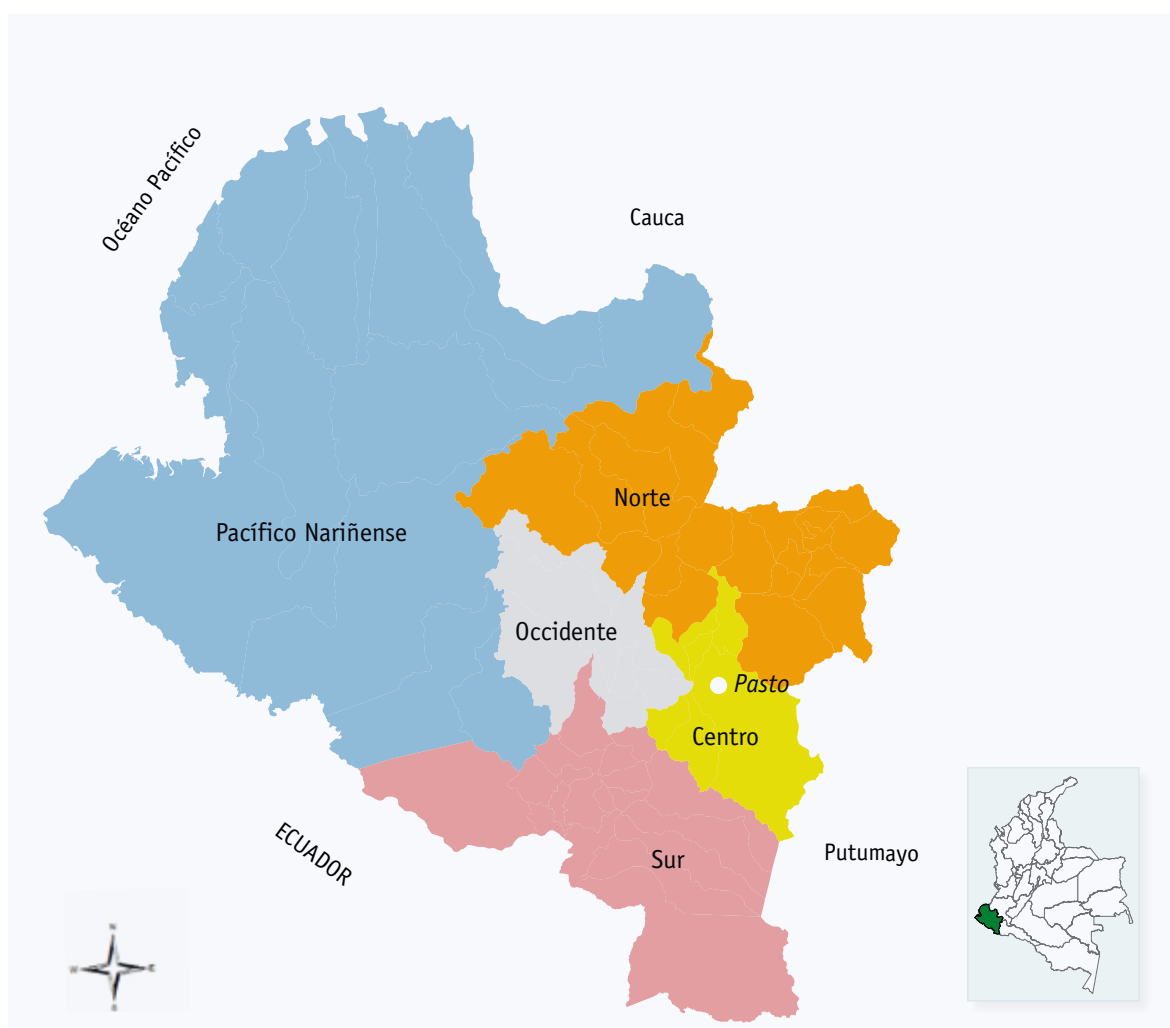 Océano Pacífico
Cauca
Norte
Pacífico Nariñense
Occidente
Pasto
Centro
Sur
Putumayo
ECUADOR
N
W
E
S